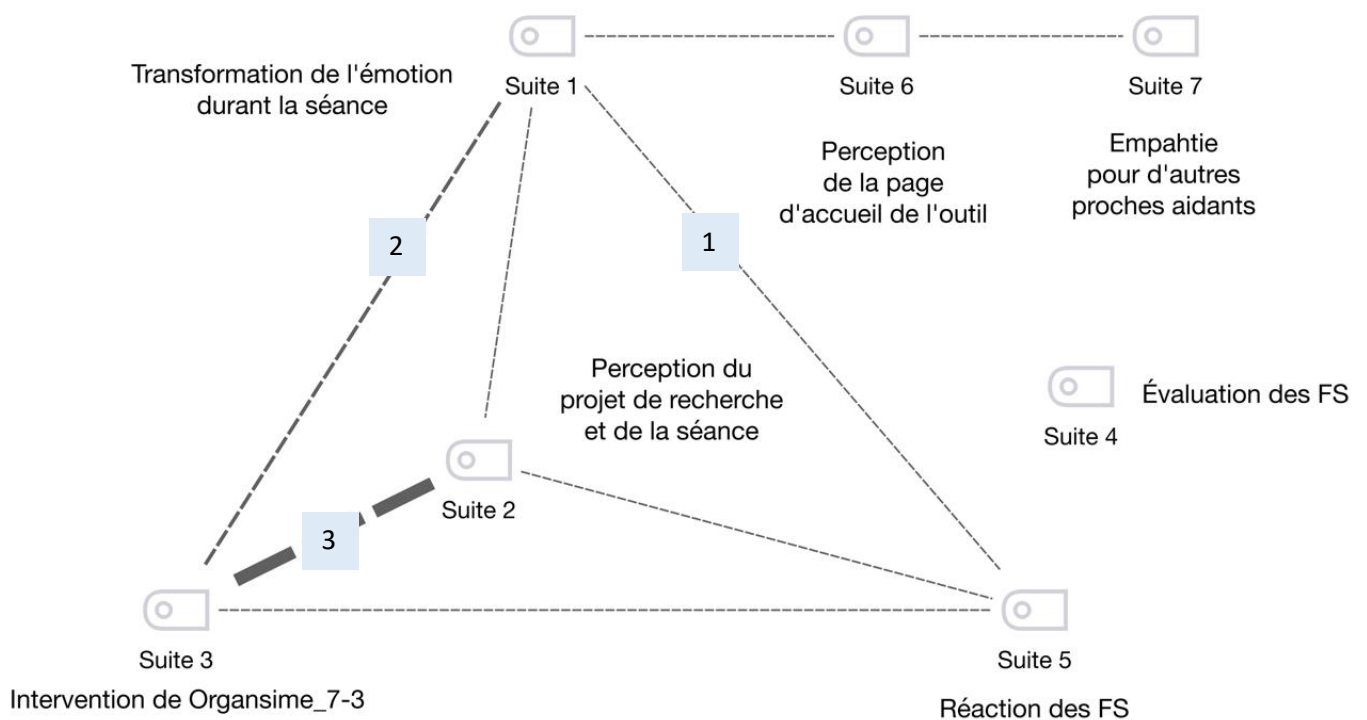 Transformation de l'émotion
durant la séance
Suite 1
Suite 6
Suite 7
Perception
de la page
d'accueil de l'outil
Empahtie
pour d'autres
proches aidants
2
1
Perception du
projet de recherche
et de la séance
Évaluation des FS
Suite 4
Suite 2
3
Suite 3
Intervention de Organsime_7-3
Suite 5
Réaction des FS